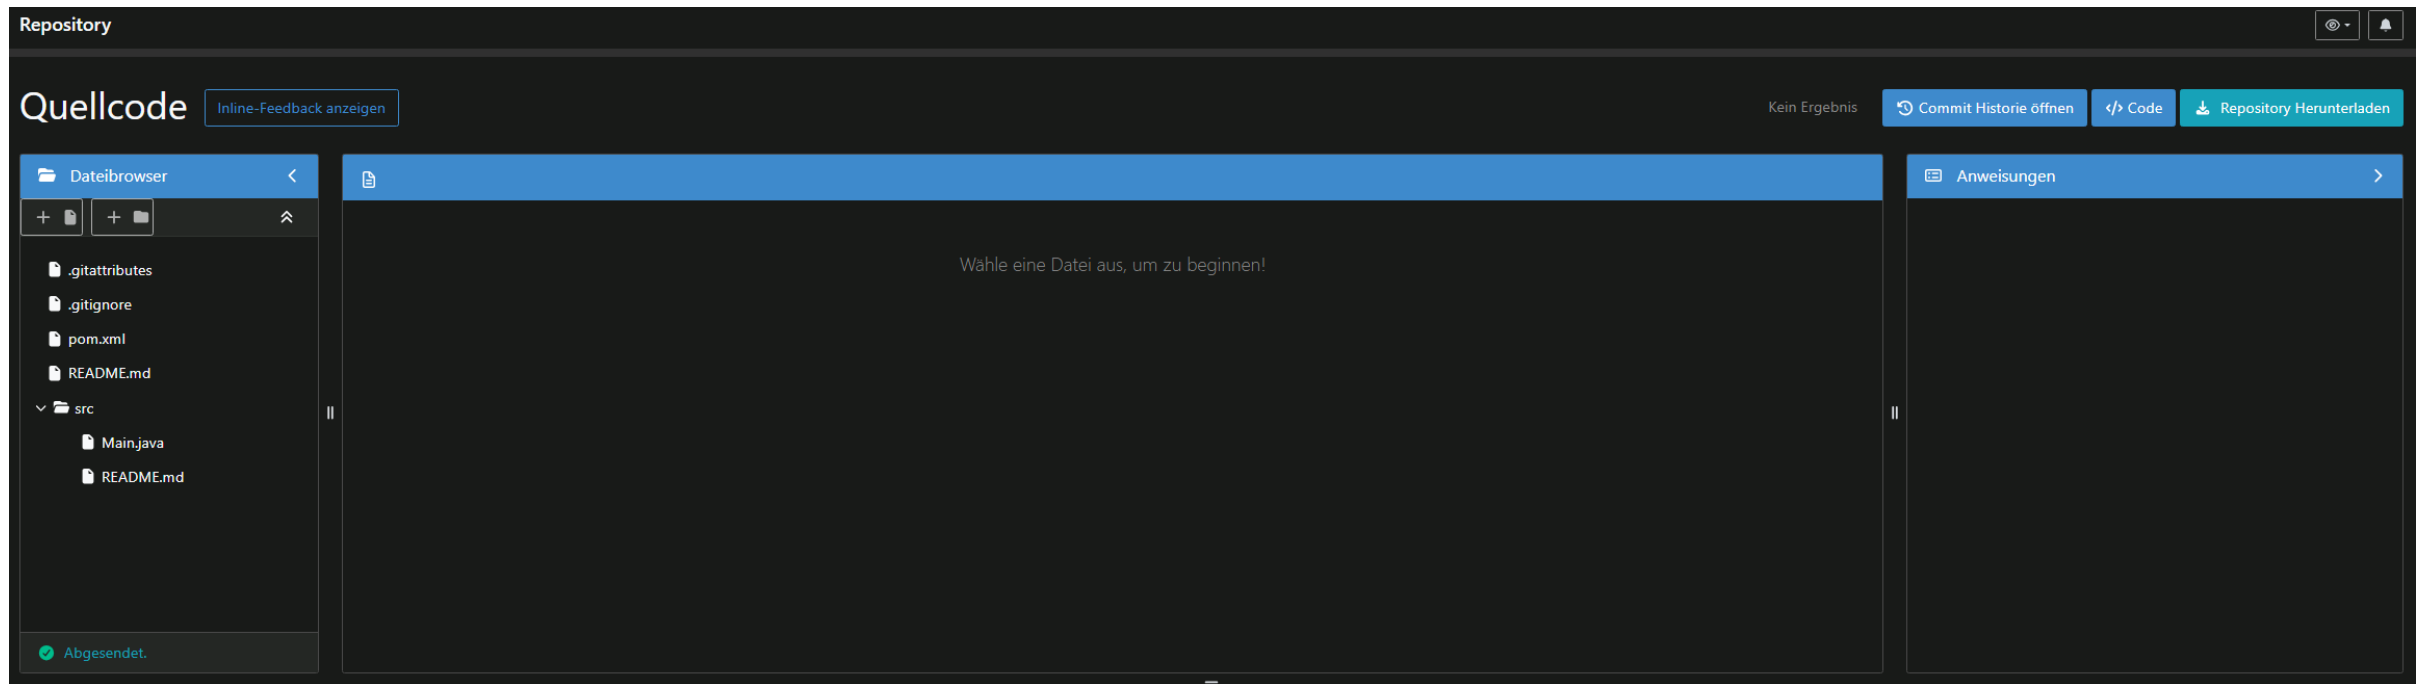 Repository
Quellcode
Inline-Feedback anzeigen
Kein Ergebnis
Commit Historie öffnen
</> Code
Repository Herunterladen
Dateibrowser
.gitattributes
.gitignore
pom.xml
README.md
src
Main.java
README.md
Abgesendet.
Wähle eine Datei aus, um zu beginnen!
Anweisungen